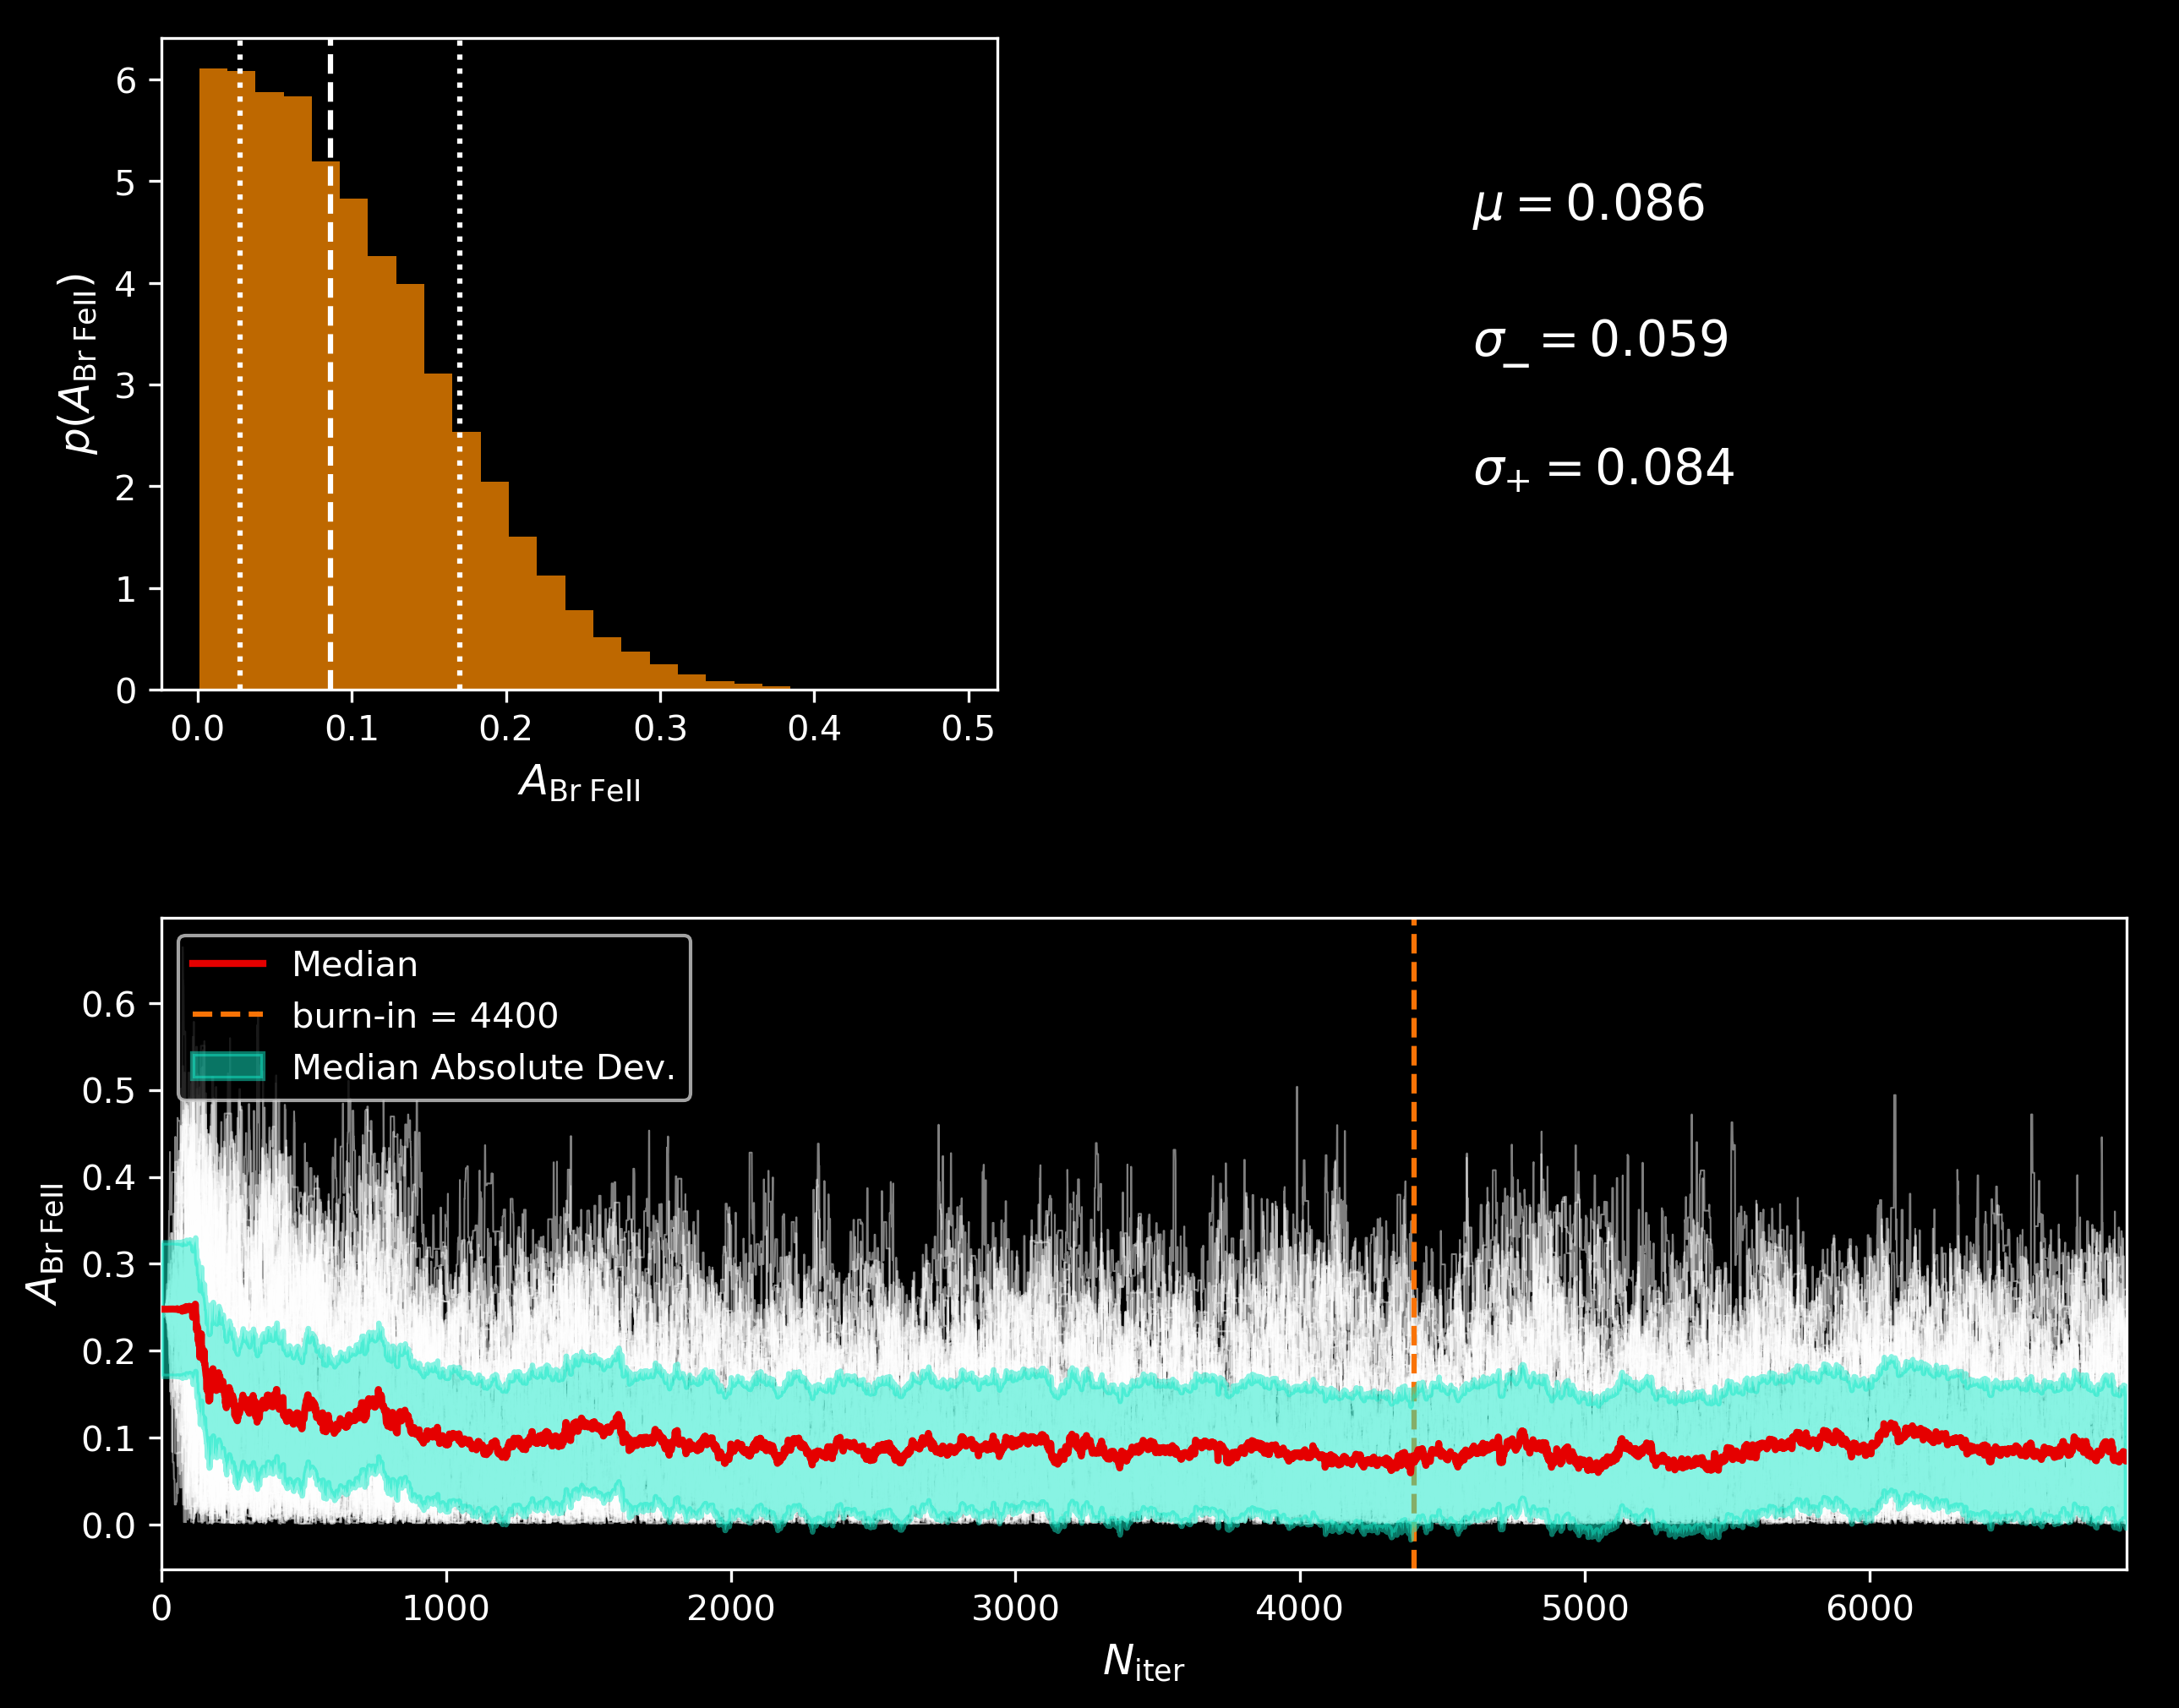 6
5
4
3
2
1
0
p(A_Br FeII)
0.0 0.1 0.2 0.3 0.4 0.5
A_Br FeII
μ = 0.086
σ_− = 0.059
σ_+ = 0.084
Median
burn-in = 4400
Median Absolute Dev.
0.6
0.5
0.4
0.3
0.2
0.1
0.0
A_Br FeII
0 1000 2000 3000 4000 5000 6000
N_iter